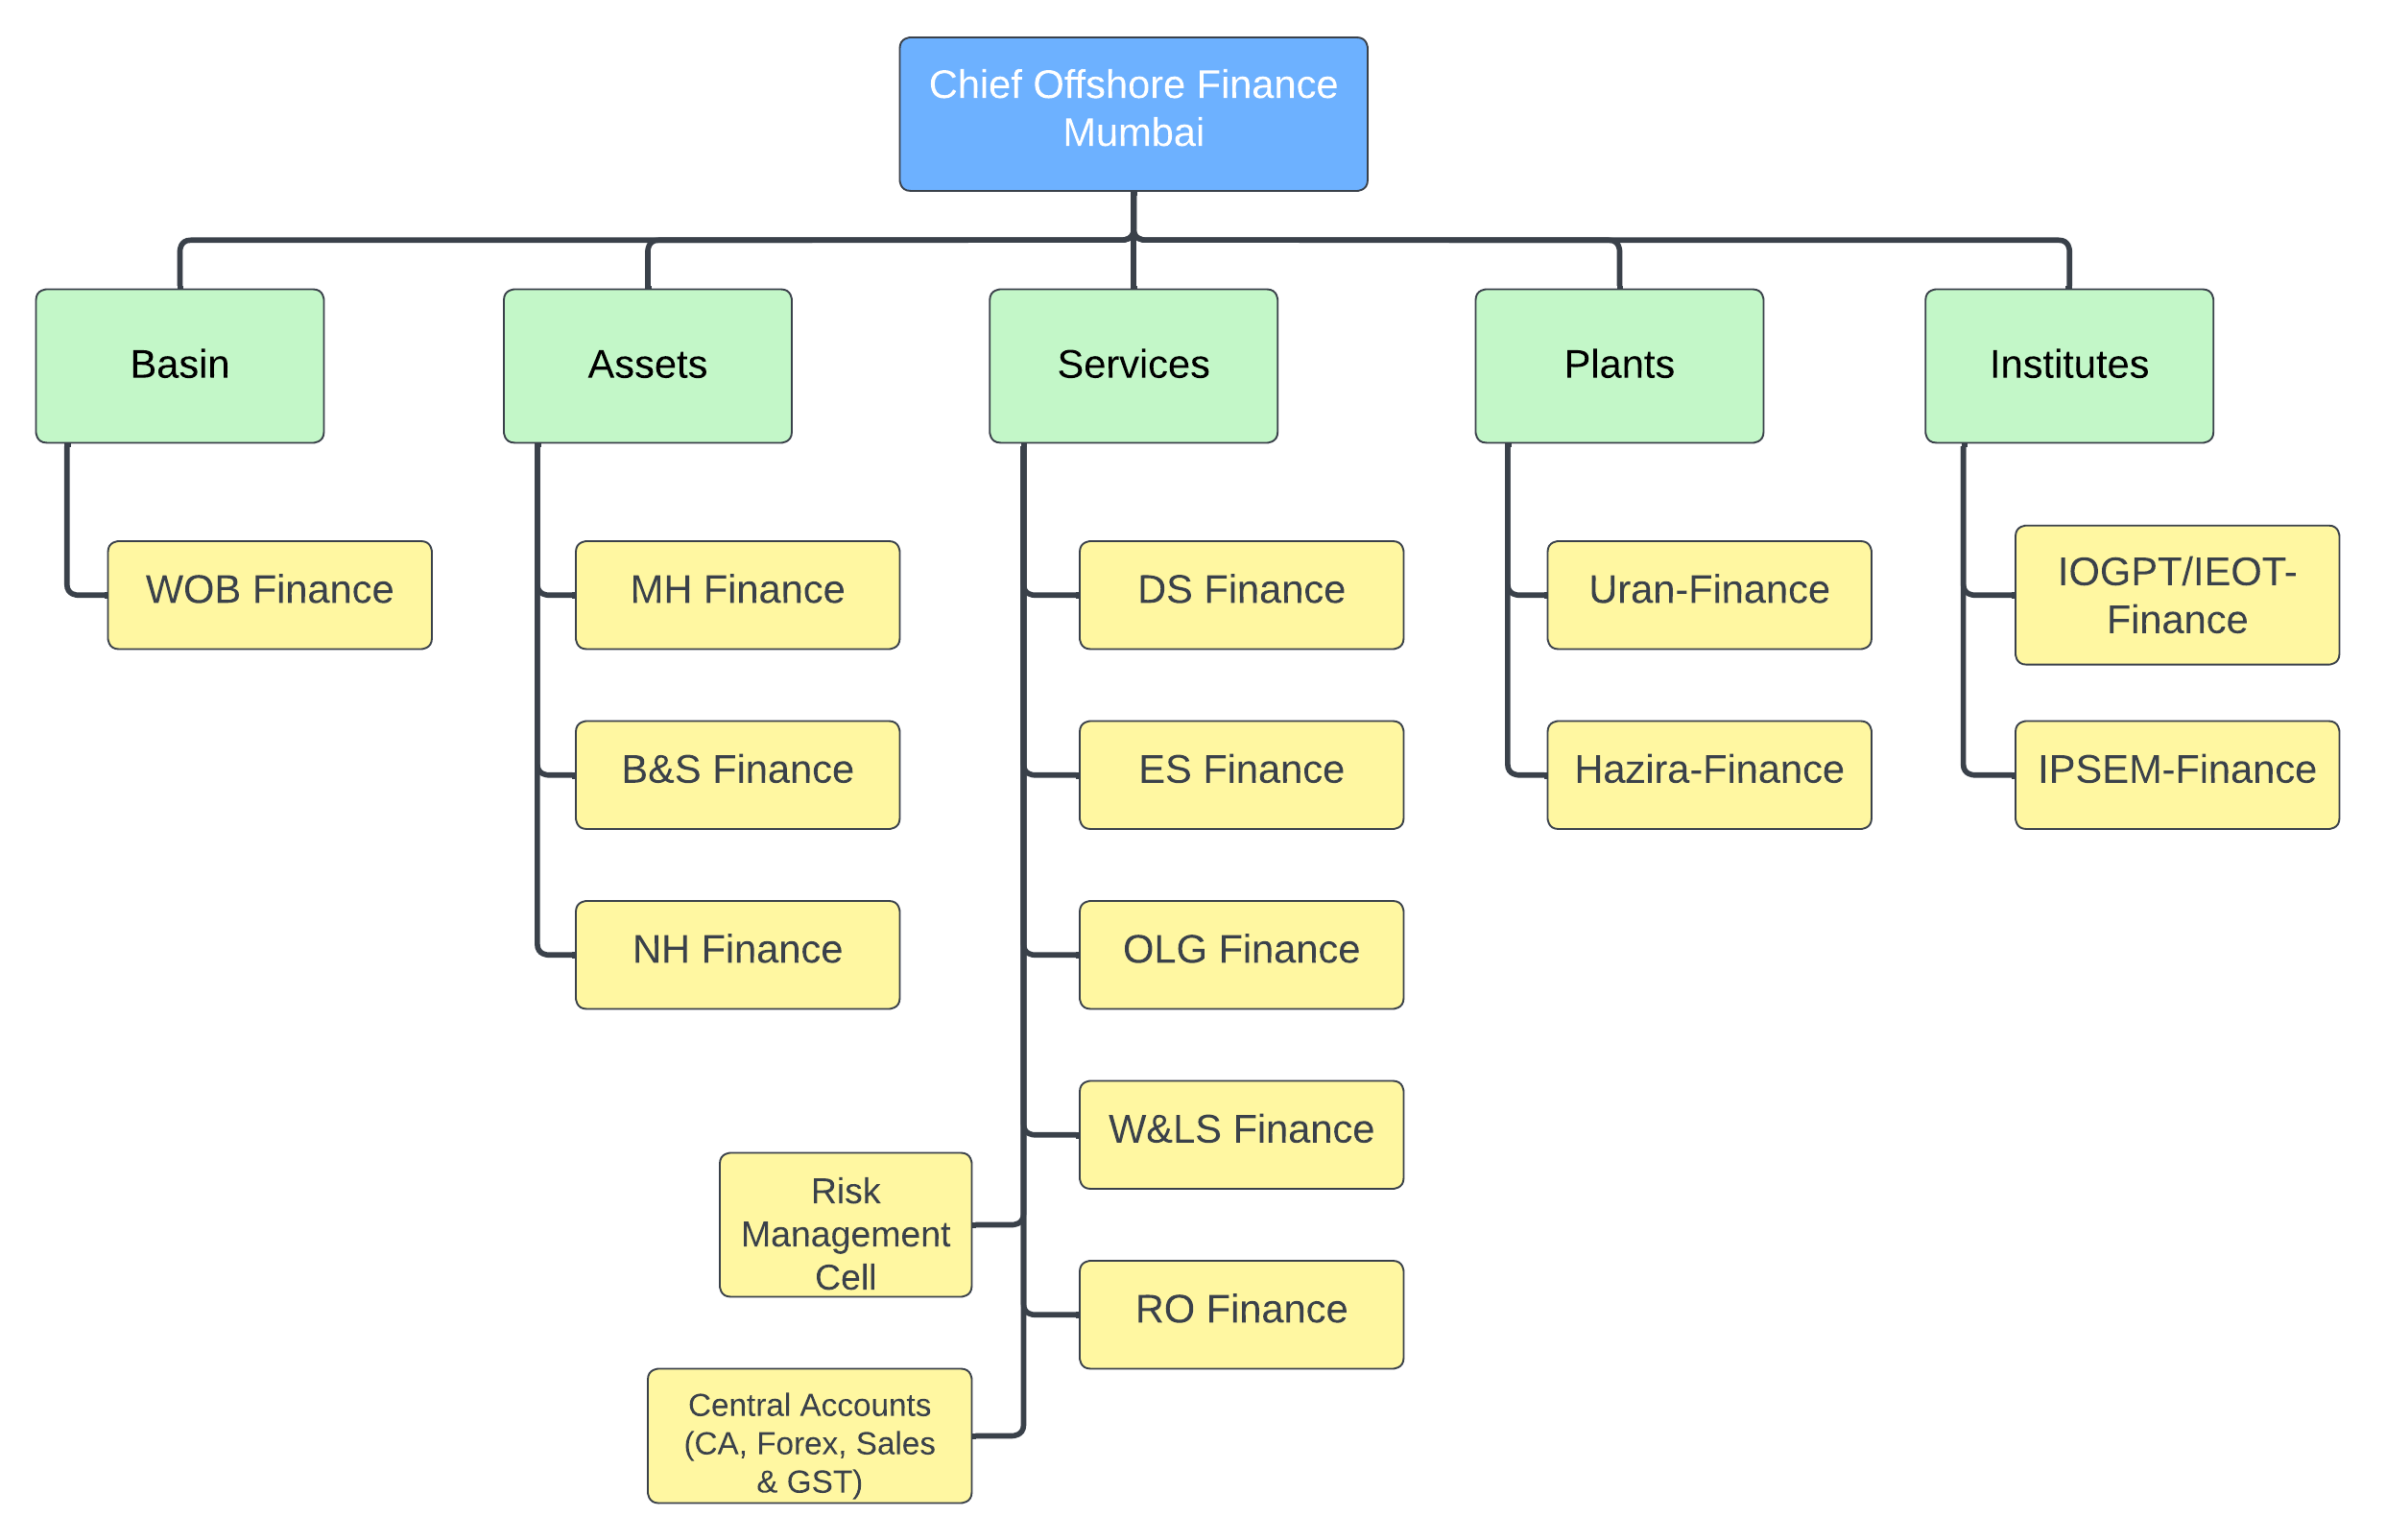 Chief Offshore Finance
Mumbai
Basin
Assets
Services
Plants
Institutes
WOB Finance
MH Finance
DS Finance
Uran-Finance
IOGPT/IEOT-
Finance
B&S Finance
ES Finance
Hazira-Finance
IPSEM-Finance
NH Finance
OLG Finance
W&LS Finance
Risk
Management
Cell
RO Finance
Central Accounts
(CA, Forex, Sales
& GST)